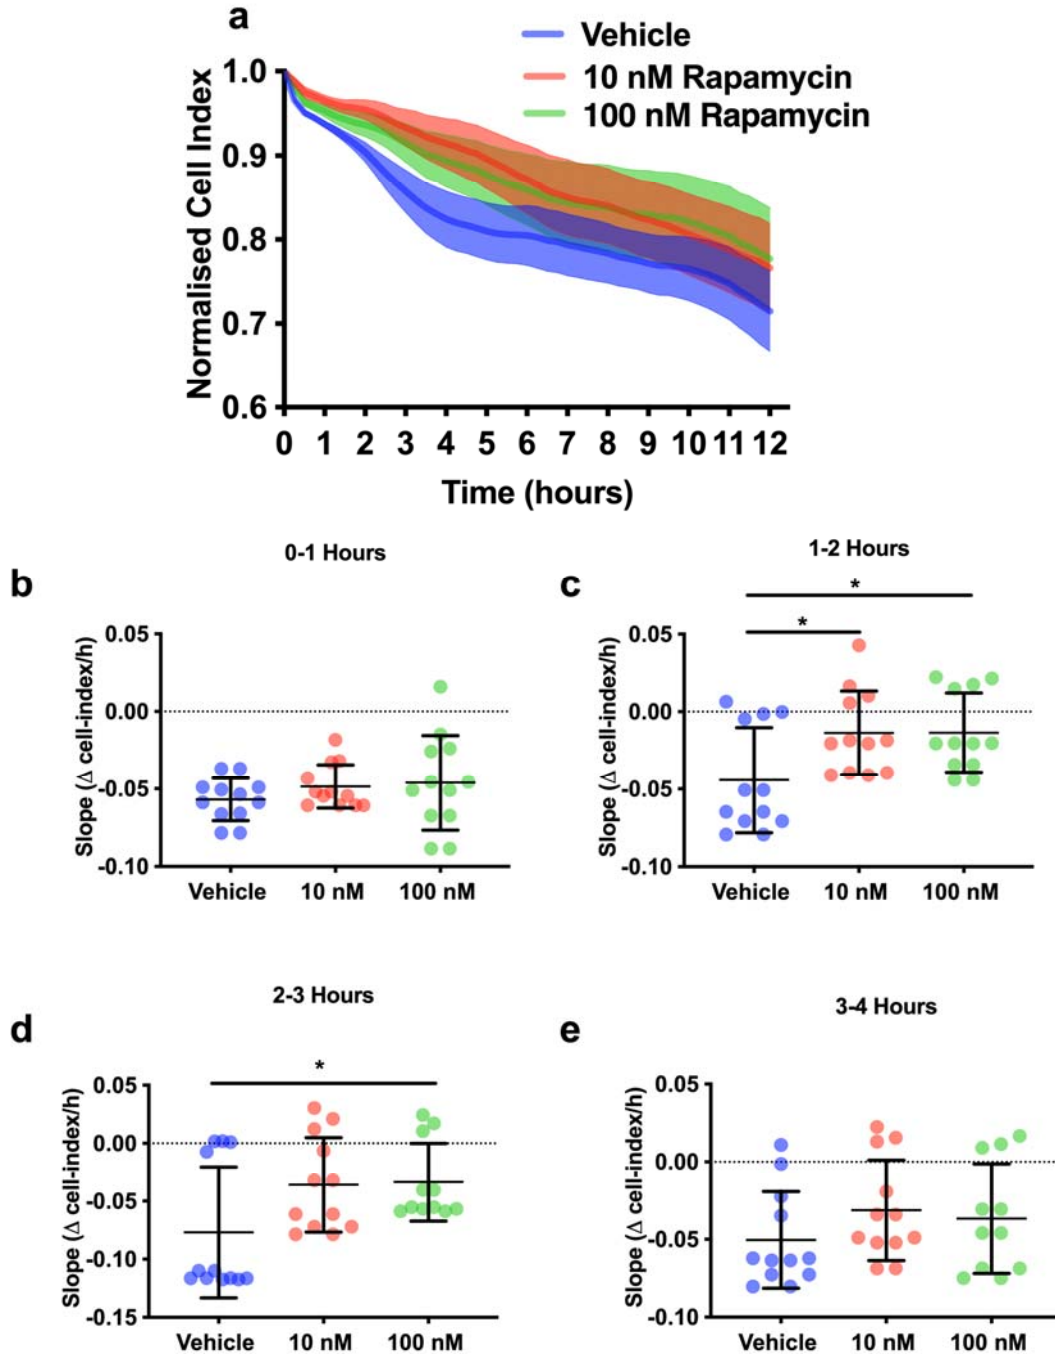 a
Vehicle
10 nM Rapamycin
100 nM Rapamycin
Normalised Cell Index
1.0
0.9
0.8
0.7
0.6
0 1 2 3 4 5 6 7 8 9 10 11 12
Time (hours)
b
0-1 Hours
Slope (Δ cell-index/h)
0.05
0.00
-0.05
-0.10
Vehicle 10 nM 100 nM
c
1-2 Hours
*
*
Slope (Δ cell-index/h)
0.05
0.00
-0.05
-0.10
Vehicle 10 nM 100 nM
d
2-3 Hours
*
Slope (Δ cell-index/h)
0.05
0.00
-0.05
-0.10
-0.15
Vehicle 10 nM 100 nM
e
3-4 Hours
Slope (Δ cell-index/h)
0.05
0.00
-0.05
-0.10
Vehicle 10 nM 100 nM